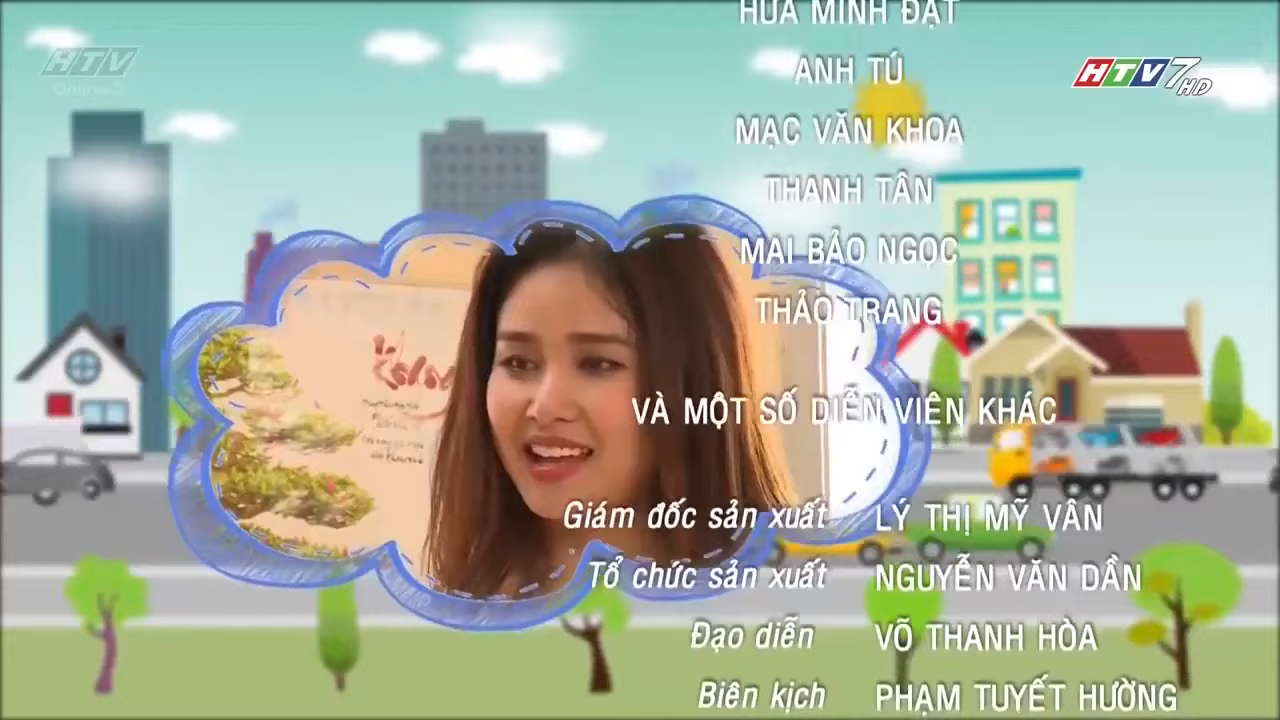 HỨA MINH ĐẠT
HTV
Online
ANH TÚ
HTV7 HD
MẠC VĂN KHOA
THANH TÂN
MAI BẢO NGỌC
THẢO TRANG
VÀ MỘT SỐ DIỄN VIÊN KHÁC
Giám đốc sản xuất LÝ THỊ MỸ VÂN
Tổ chức sản xuất NGUYỄN VĂN DẦN
Đạo diễn VÕ THANH HÒA
Biên kịch PHẠM TUYẾT HƯỜNG